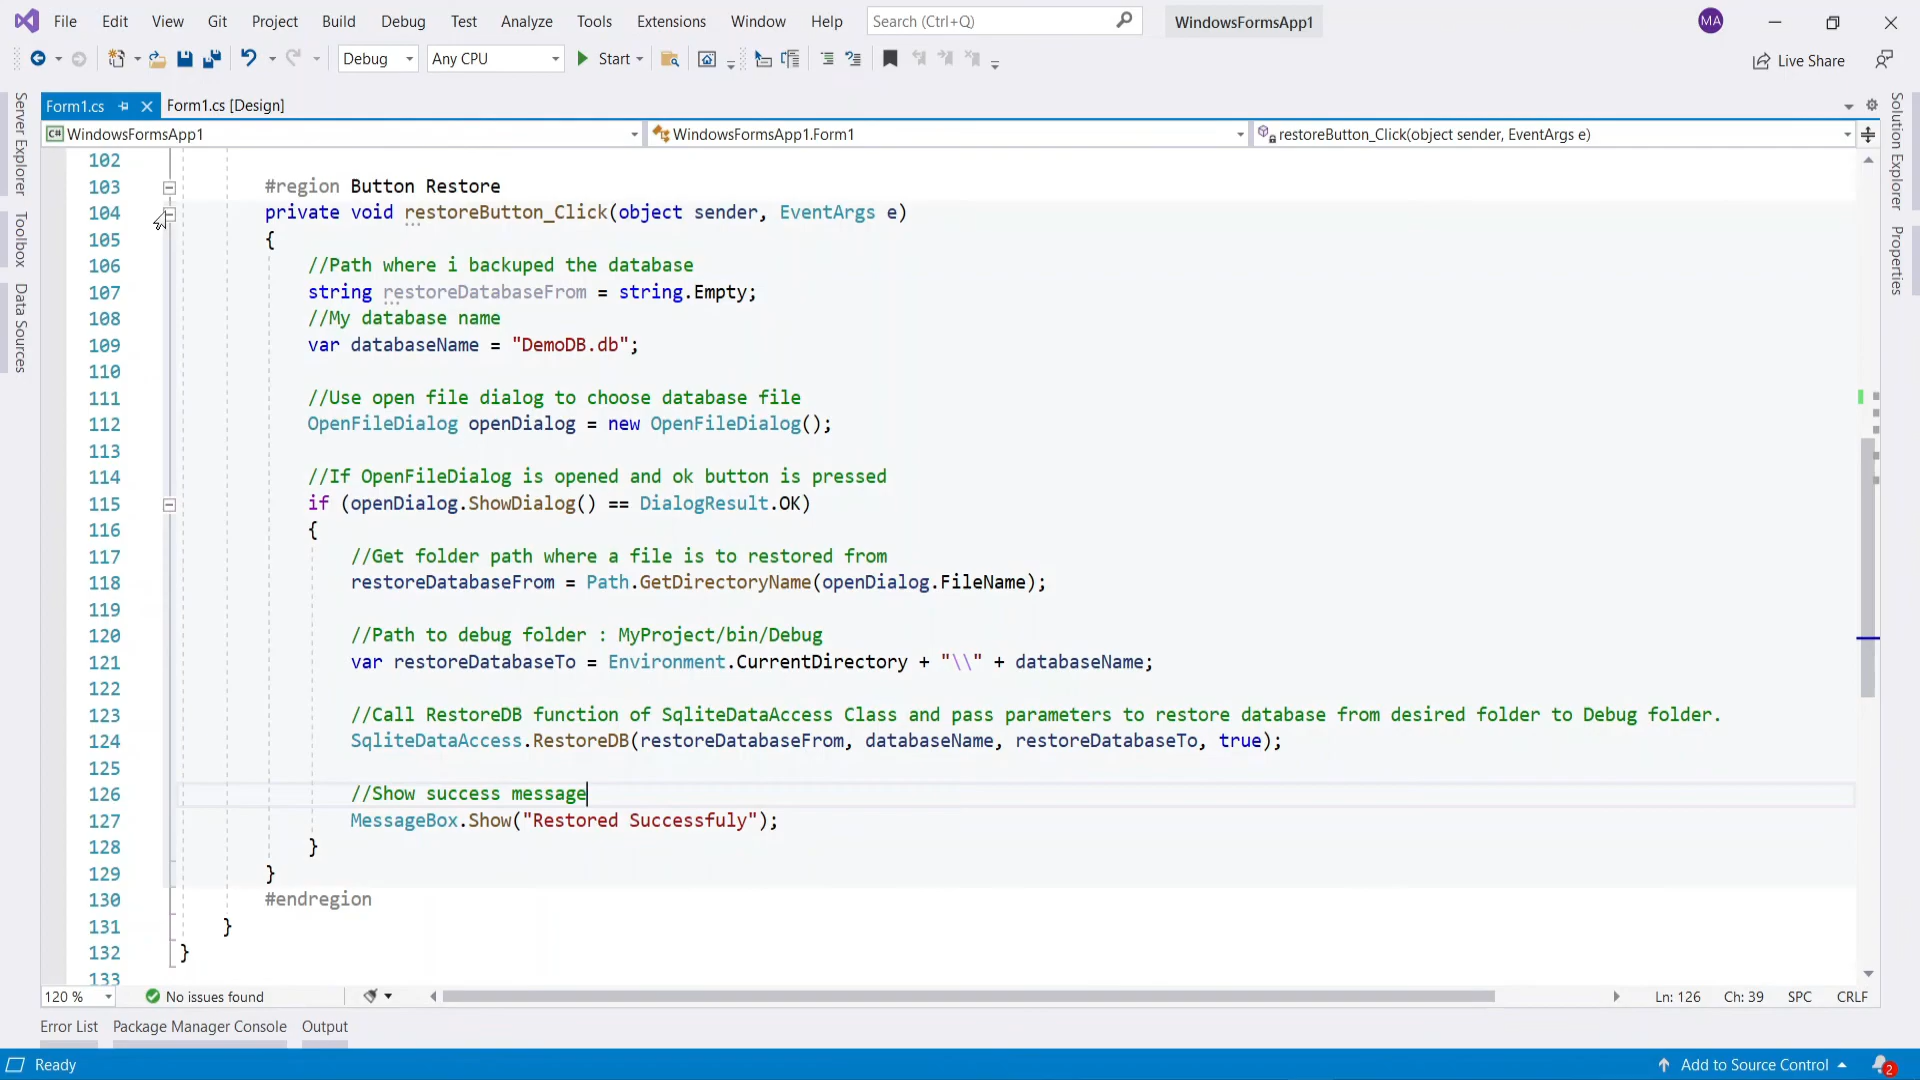 File Edit View Git Project Build Debug Test Analyze Tools Extensions Window Help Search (Ctrl+Q) WindowsFormsApp1 MA
Debug Any CPU Start Live Share
Form1.cs Form1.cs [Design]
C# WindowsFormsApp1 WindowsFormsApp1.Form1 restoreButton_Click(object sender, EventArgs e)
Server Explorer
Toolbox
Data Sources
Solution Explorer
Properties
102
103 #region Button Restore
104 private void restoreButton_Click(object sender, EventArgs e)
105 {
106 //Path where i backuped the database
107 string restoreDatabaseFrom = string.Empty;
108 //My database name
109 var databaseName = "DemoDB.db";
110
111 //Use open file dialog to choose database file
112 OpenFileDialog openDialog = new OpenFileDialog();
113
114 //If OpenFileDialog is opened and ok button is pressed
115 if (openDialog.ShowDialog() == DialogResult.OK)
116 {
117 //Get folder path where a file is to restored from
118 restoreDatabaseFrom = Path.GetDirectoryName(openDialog.FileName);
119
120 //Path to debug folder : MyProject/bin/Debug
121 var restoreDatabaseTo = Environment.CurrentDirectory + "\\" + databaseName;
122
123 //Call RestoreDB function of SqliteDataAccess Class and pass parameters to restore database from desired folder to Debug folder.
124 SqliteDataAccess.RestoreDB(restoreDatabaseFrom, databaseName, restoreDatabaseTo, true);
125
126 //Show success message
127 MessageBox.Show("Restored Successfuly");
128 }
129 }
130 #endregion
131 }
132 }
133
120 % No issues found Ln: 126 Ch: 39 SPC CRLF
Error List Package Manager Console Output
Ready Add to Source Control 2